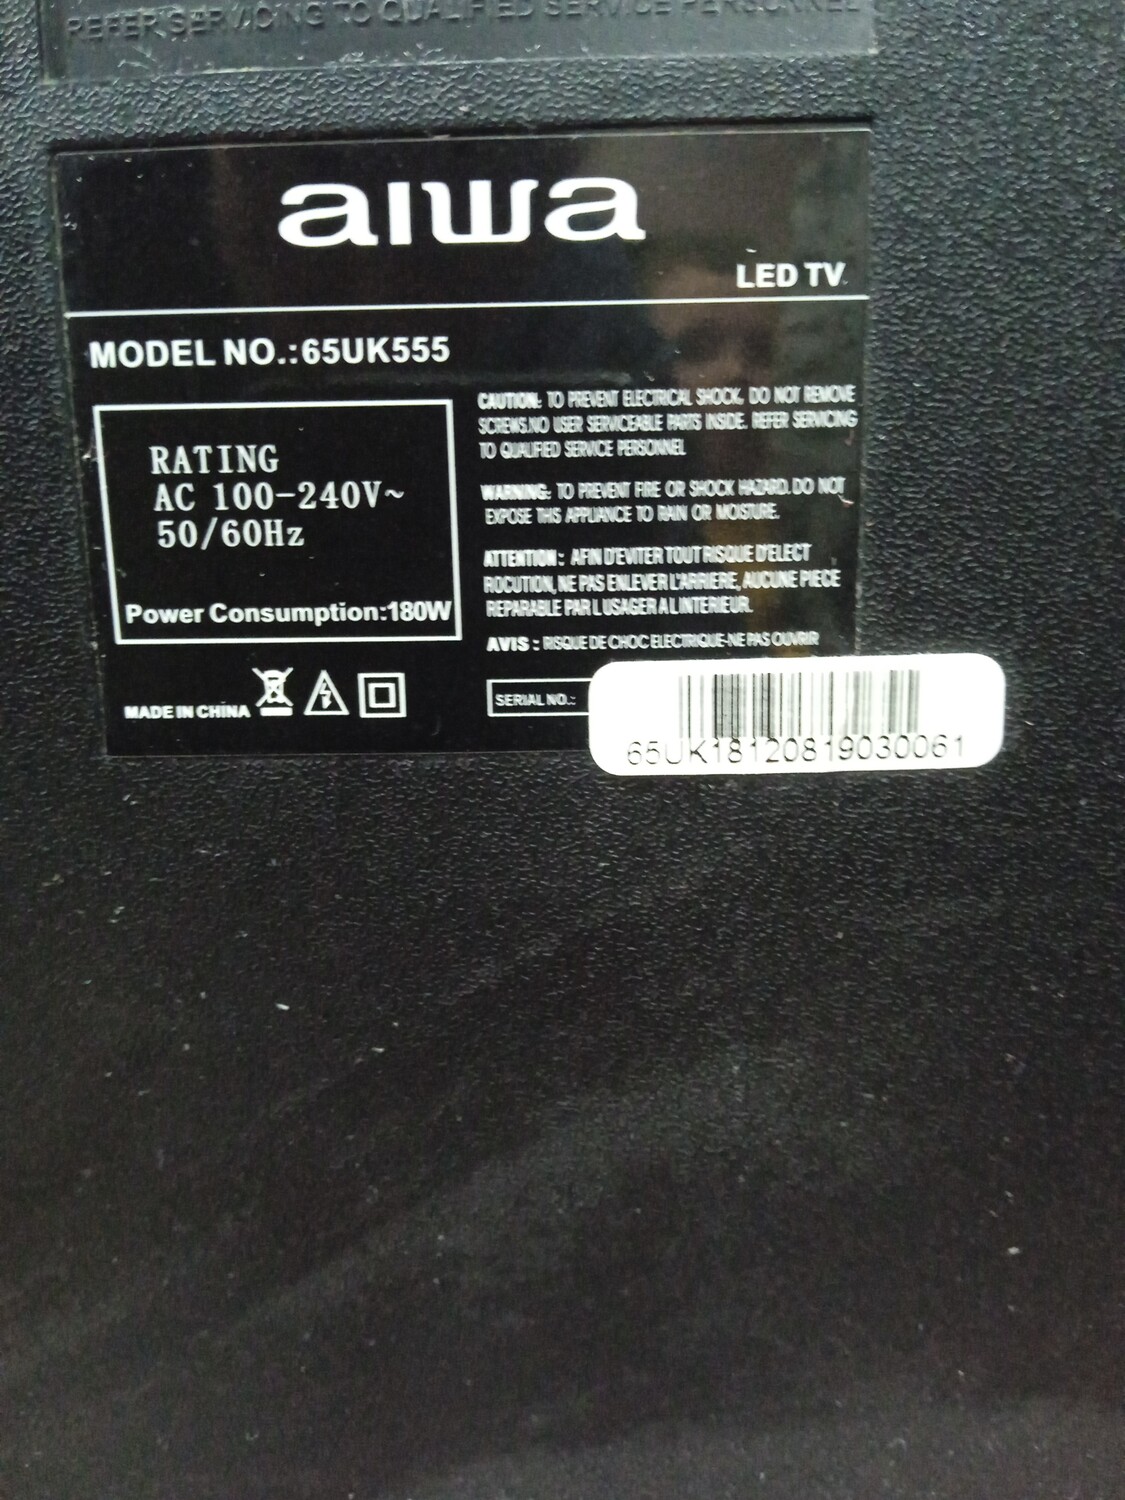 REFER SERVICING TO QUALIFIED SERVICE PERSONNEL
aiwa
LED TV
MODEL NO.:65UK555
RATING
AC 100-240V~
50/60Hz
Power Consumption:180W
MADE IN CHINA
CAUTION: TO PREVENT ELECTRICAL SHOCK, DO NOT REMOVE
SCREWS.NO USER SERVICEABLE PARTS INSIDE. REFER SERVICING
TO QUALIFIED SERVICE PERSONNEL
WARNING: TO PREVENT FIRE OR SHOCK HAZARD.DO NOT
EXPOSE THIS APPLIANCE TO RAIN OR MOISTURE.
ATTENTION: AFIN D'EVITER TOUT RISQUE D'ELECT
ROCUTION, NE PAS ENLEVER L'ARRIERE, AUCUNE PIECE
REPARABLE PAR L USAGER A L INTERIEUR.
AVIS : RISQUE DE CHOC ELECTRIQUE-NE PAS OUVRIR
SERIAL NO.:
65UK18120819030061